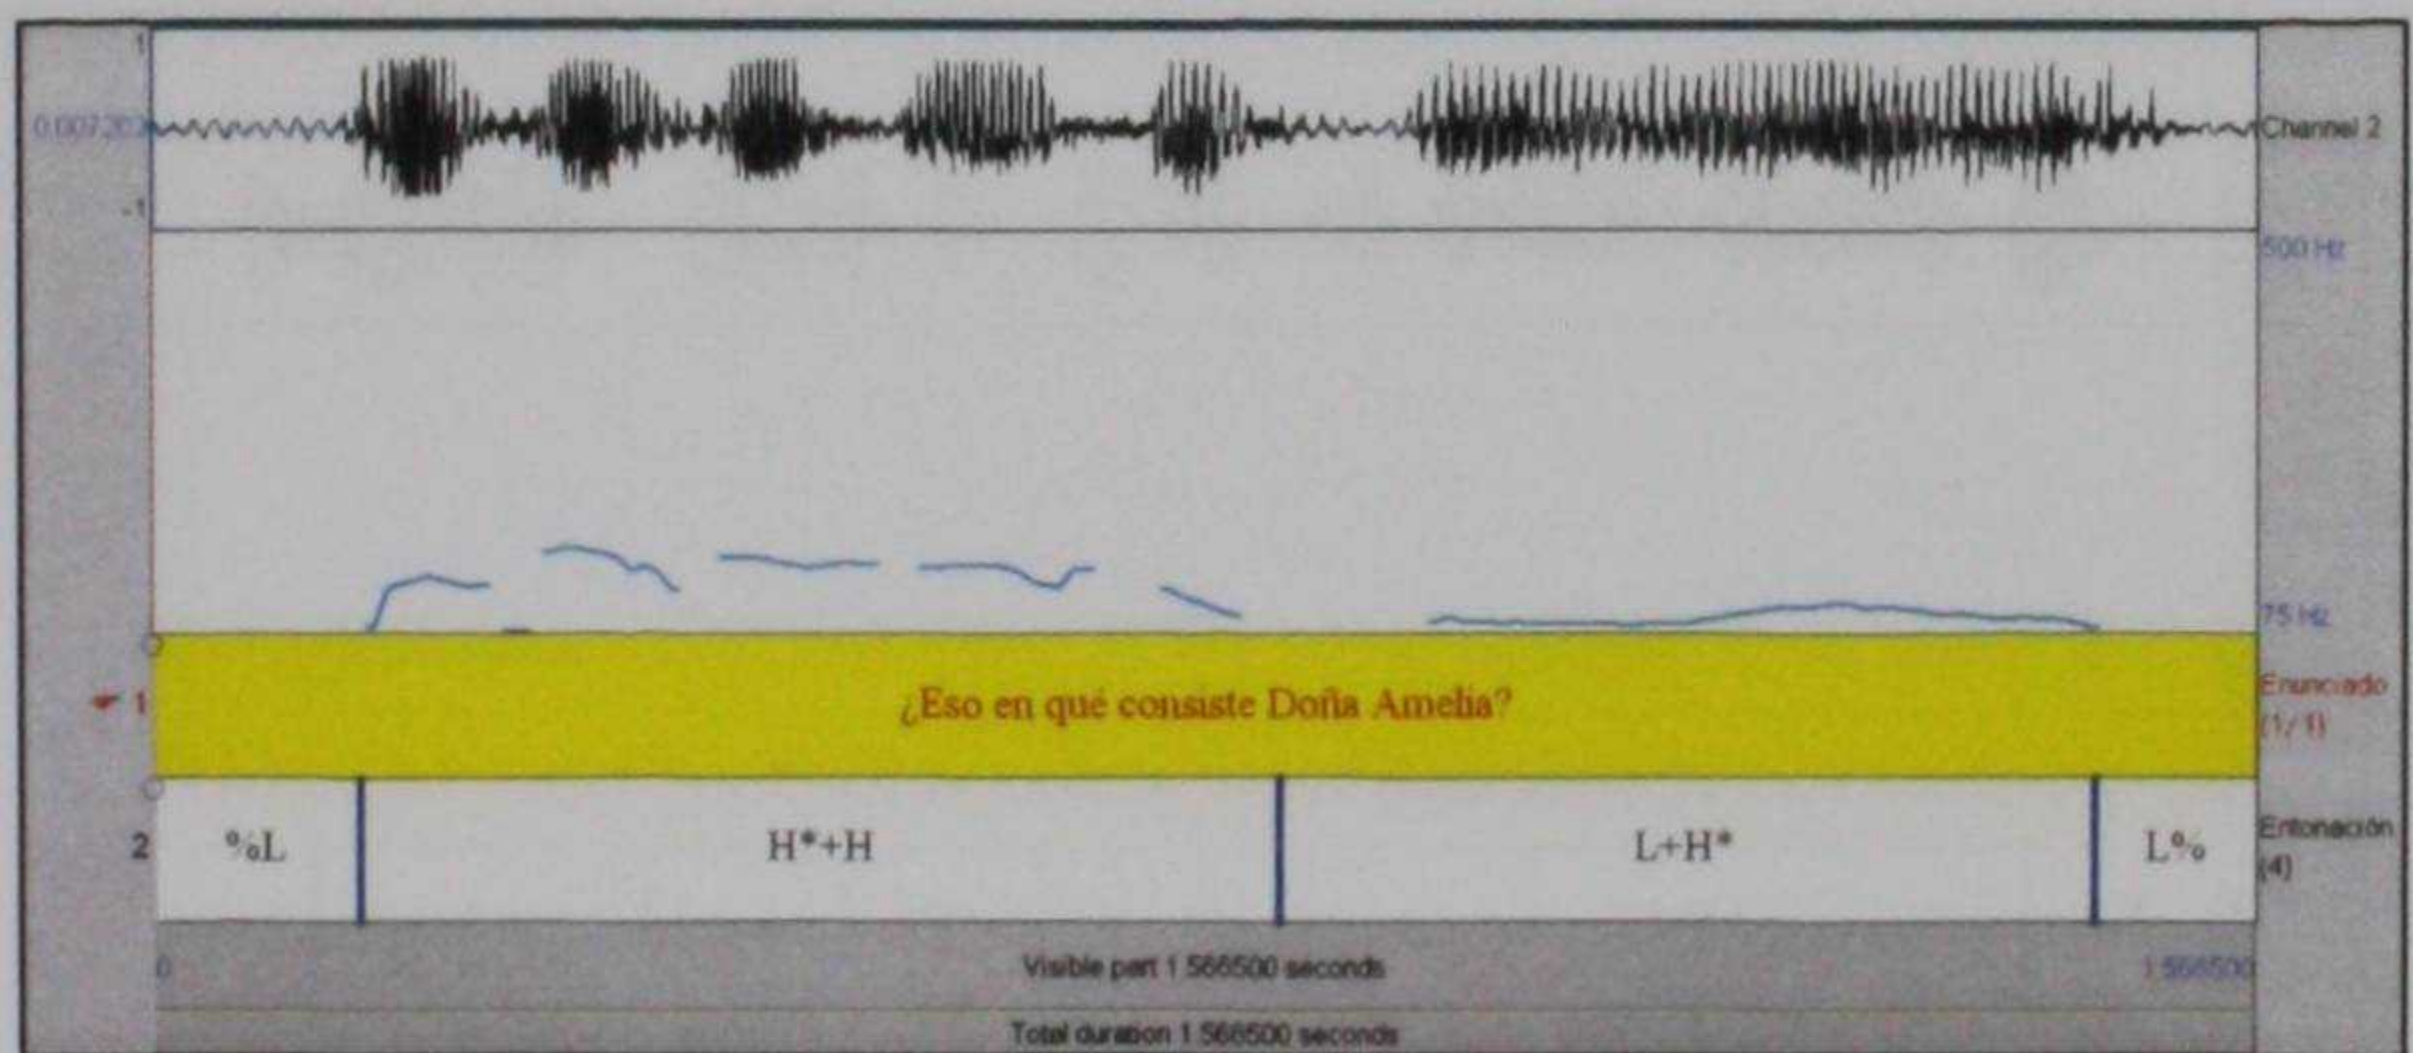 1
Channel 2
-1
500 Hz
75 Hz
1
¿Eso en qué consiste Doña Amelia?
Enunciado
(1/1)
2
%L
H*+H
L+H*
L%
Entonación
(4)
0
Visible part 1.566500 seconds
1.566500
Total duration 1.566500 seconds